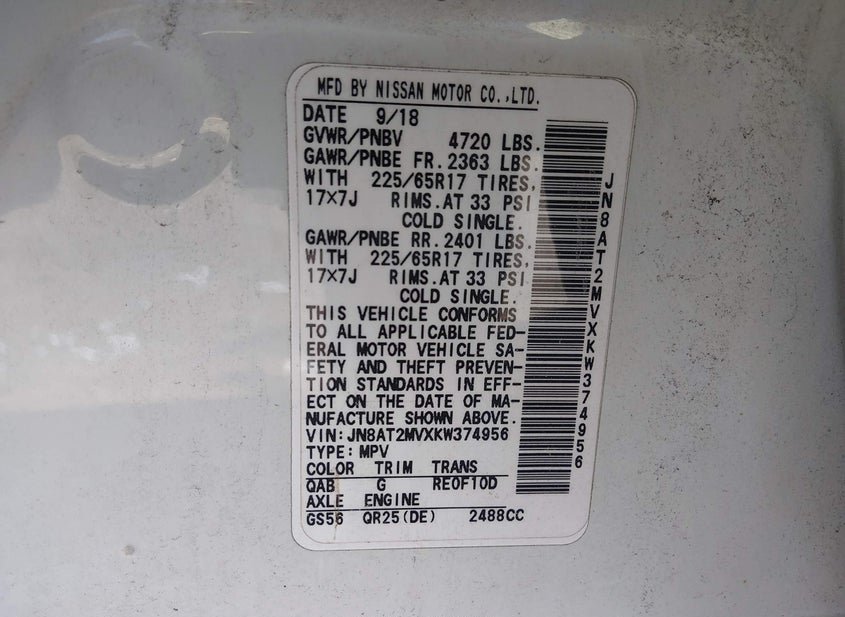 MFD BY NISSAN MOTOR CO.,LTD.
DATE 9/18
GVWR/PNBV 4720 LBS.
GAWR/PNBE FR.2363 LBS.
WITH 225/65R17 TIRES,
17×7J RIMS.AT 33 PSI
COLD SINGLE.
GAWR/PNBE RR.2401 LBS.
WITH 225/65R17 TIRES,
17×7J RIMS.AT 33 PSI
COLD SINGLE.
THIS VEHICLE CONFORMS
TO ALL APPLICABLE FED-
ERAL MOTOR VEHICLE SA-
FETY AND THEFT PREVEN-
TION STANDARDS IN EFF-
ECT ON THE DATE OF MA-
NUFACTURE SHOWN ABOVE.
VIN:JN8AT2MVXKW374956
TYPE:MPV
COLOR TRIM TRANS
QAB G RE0F10D
AXLE ENGINE
GS56 QR25(DE) 2488CC
JN8AT2MVXKW374956